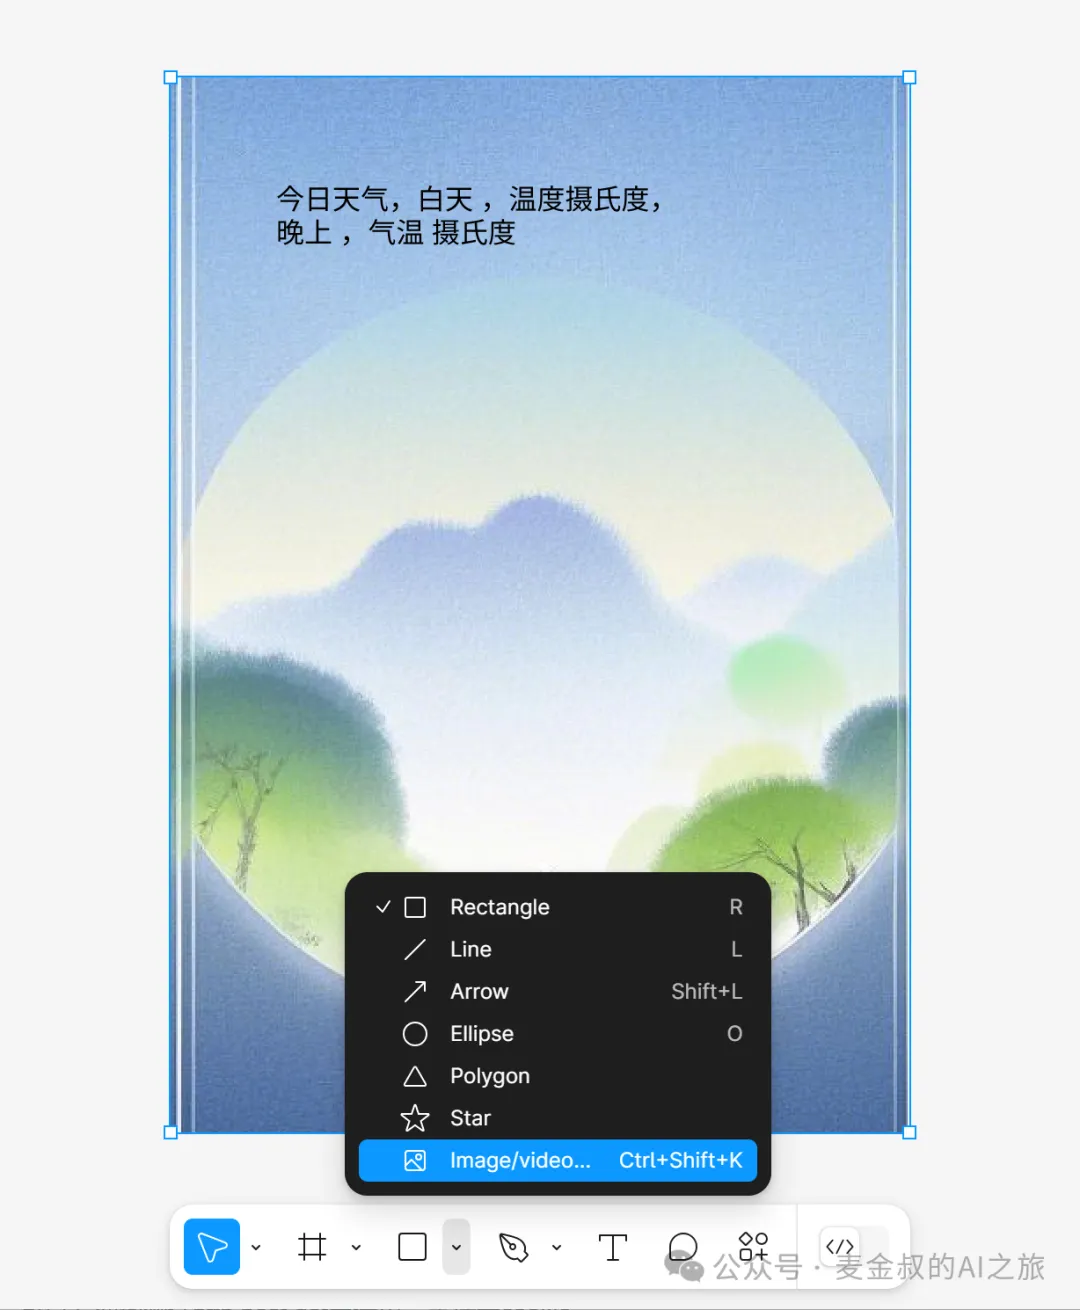 今日天气，白天 ，温度摄氏度，
晚上 ，气温 摄氏度
Rectangle R
Line L
Arrow Shift+L
Ellipse O
Polygon
Star
Image/video... Ctrl+Shift+K
公众号 · 麦金叔的AI之旅